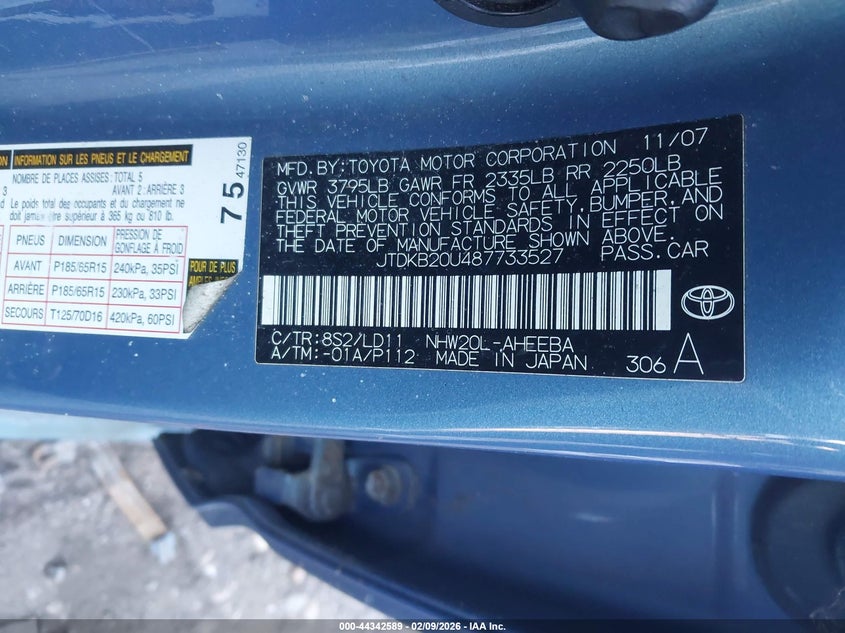 INFORMATION SUR LES PNEUS ET LE CHARGEMENT
NOMBRE DE PLACES ASSISES: TOTAL 5
AVANT 2: ARRIÈRE 3
Le poids total des occupants et du chargement ne
doit jamais être supérieur à 365 kg ou 810 lb.
PNEUS DIMENSION PRESSION DE GONFLAGE À FROID
AVANT P185/65R15 240kPa, 35PSI
ARRIÈRE P185/65R15 230kPa, 33PSI
SECOURS T125/70D16 420kPa, 60PSI
POUR DE PLUS
75 47130
MFD. BY: TOYOTA MOTOR CORPORATION 11/07
GVWR 3795LB GAWR FR 2335LB RR 2250LB
THIS VEHICLE CONFORMS TO ALL APPLICABLE
FEDERAL MOTOR VEHICLE SAFETY, BUMPER, AND
THEFT PREVENTION STANDARDS IN EFFECT ON
THE DATE OF MANUFACTURE SHOWN ABOVE.
JTDKB20U487733527 PASS. CAR
TOYOTA
C/TR: 8S2/LD11 NHW20L-AHEEBA
A/TM: -01A/P112 MADE IN JAPAN 306 A
000-44342589 | 02/09/2026 - IAA, Inc.